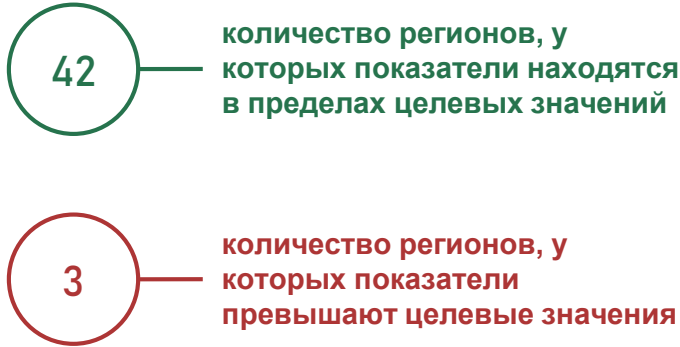 42
количество регионов, у
которых показатели находятся
в пределах целевых значений
3
количество регионов, у
которых показатели
превышают целевые значения